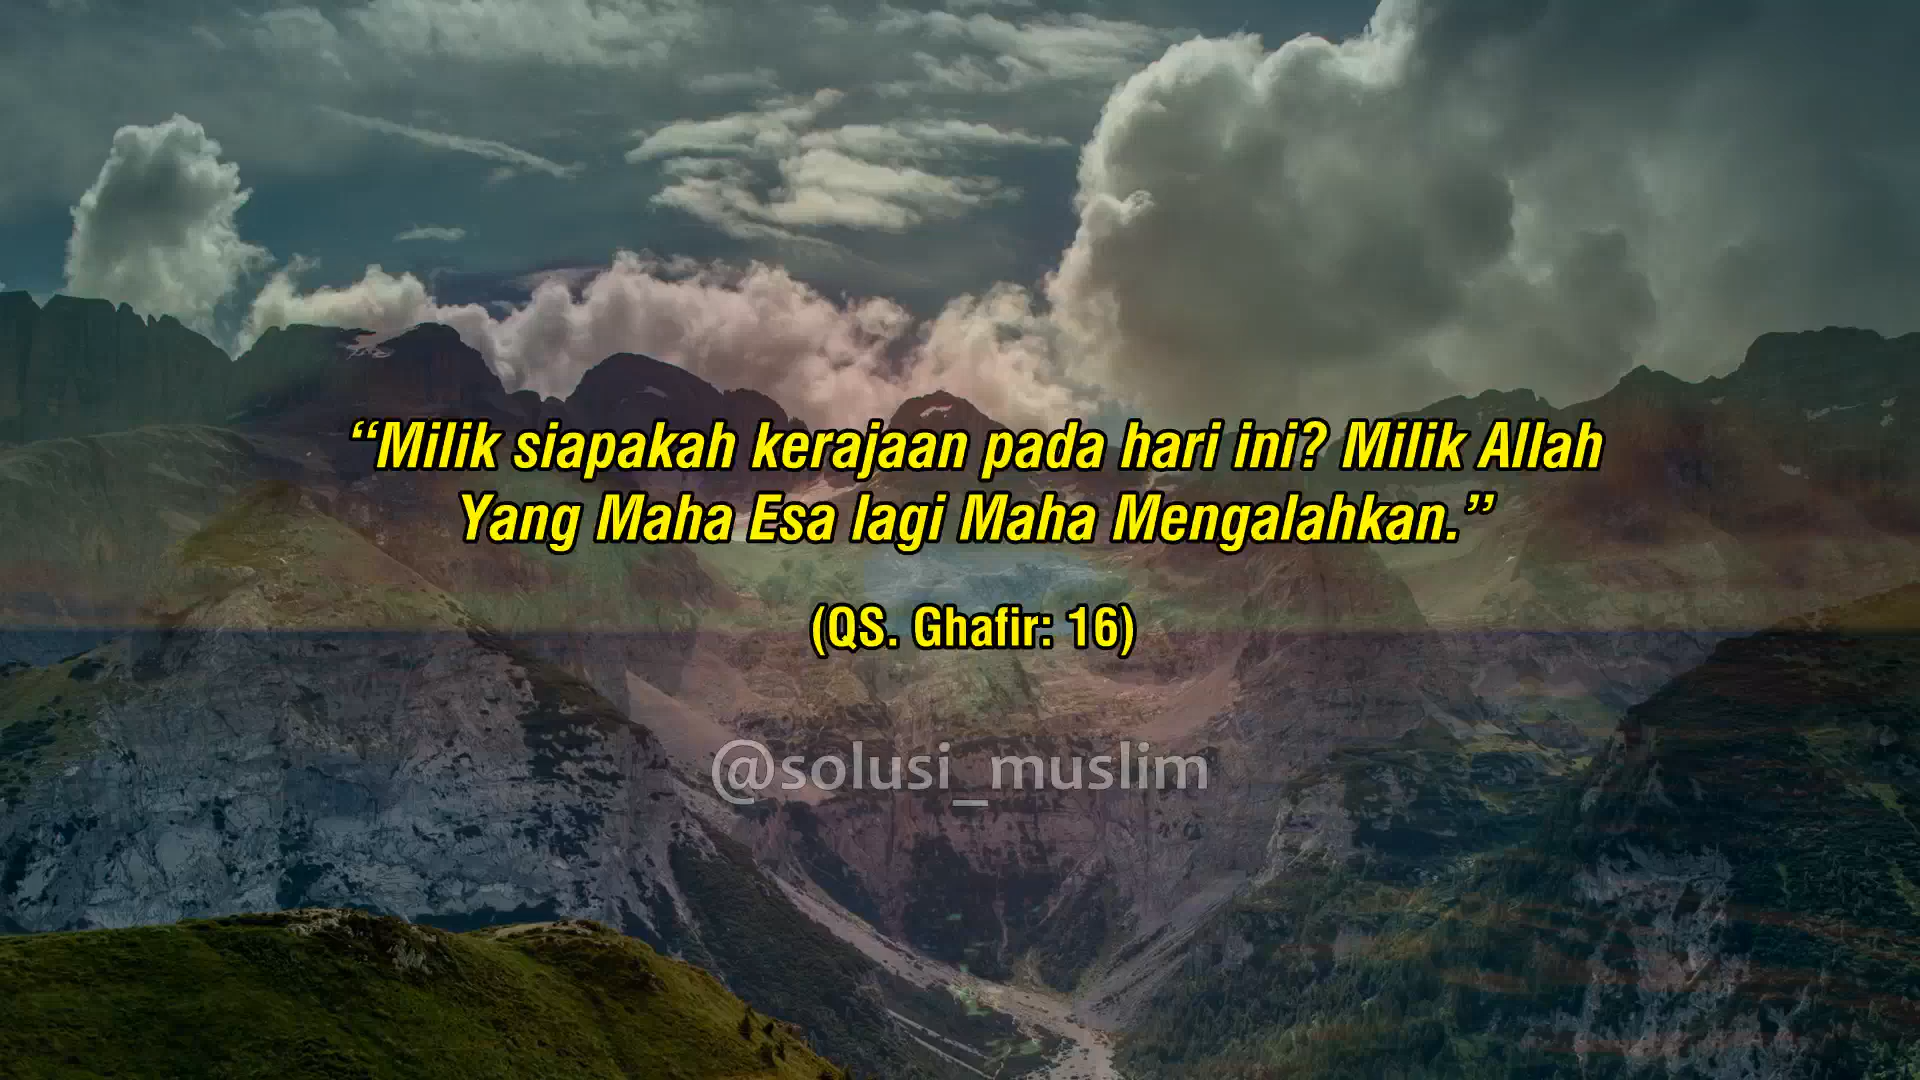 “Milik siapakah kerajaan pada hari ini? Milik Allah
Yang Maha Esa lagi Maha Mengalahkan.”
(QS. Ghafir: 16)
@solusi_muslim